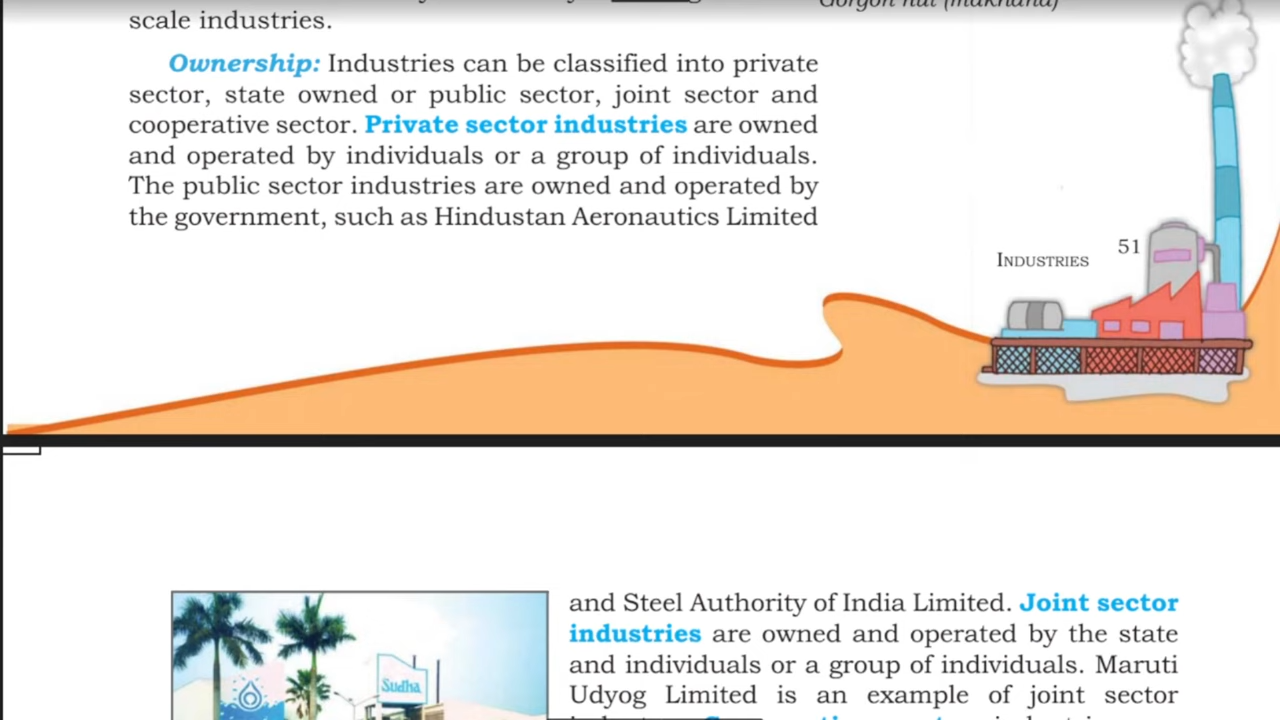 Gorgon nut (makhana)
scale industries.
Ownership: Industries can be classified into private
sector, state owned or public sector, joint sector and
cooperative sector. Private sector industries are owned
and operated by individuals or a group of individuals.
The public sector industries are owned and operated by
the government, such as Hindustan Aeronautics Limited
INDUSTRIES 51
and Steel Authority of India Limited. Joint sector
industries are owned and operated by the state
and individuals or a group of individuals. Maruti
Udyog Limited is an example of joint sector
Sudha